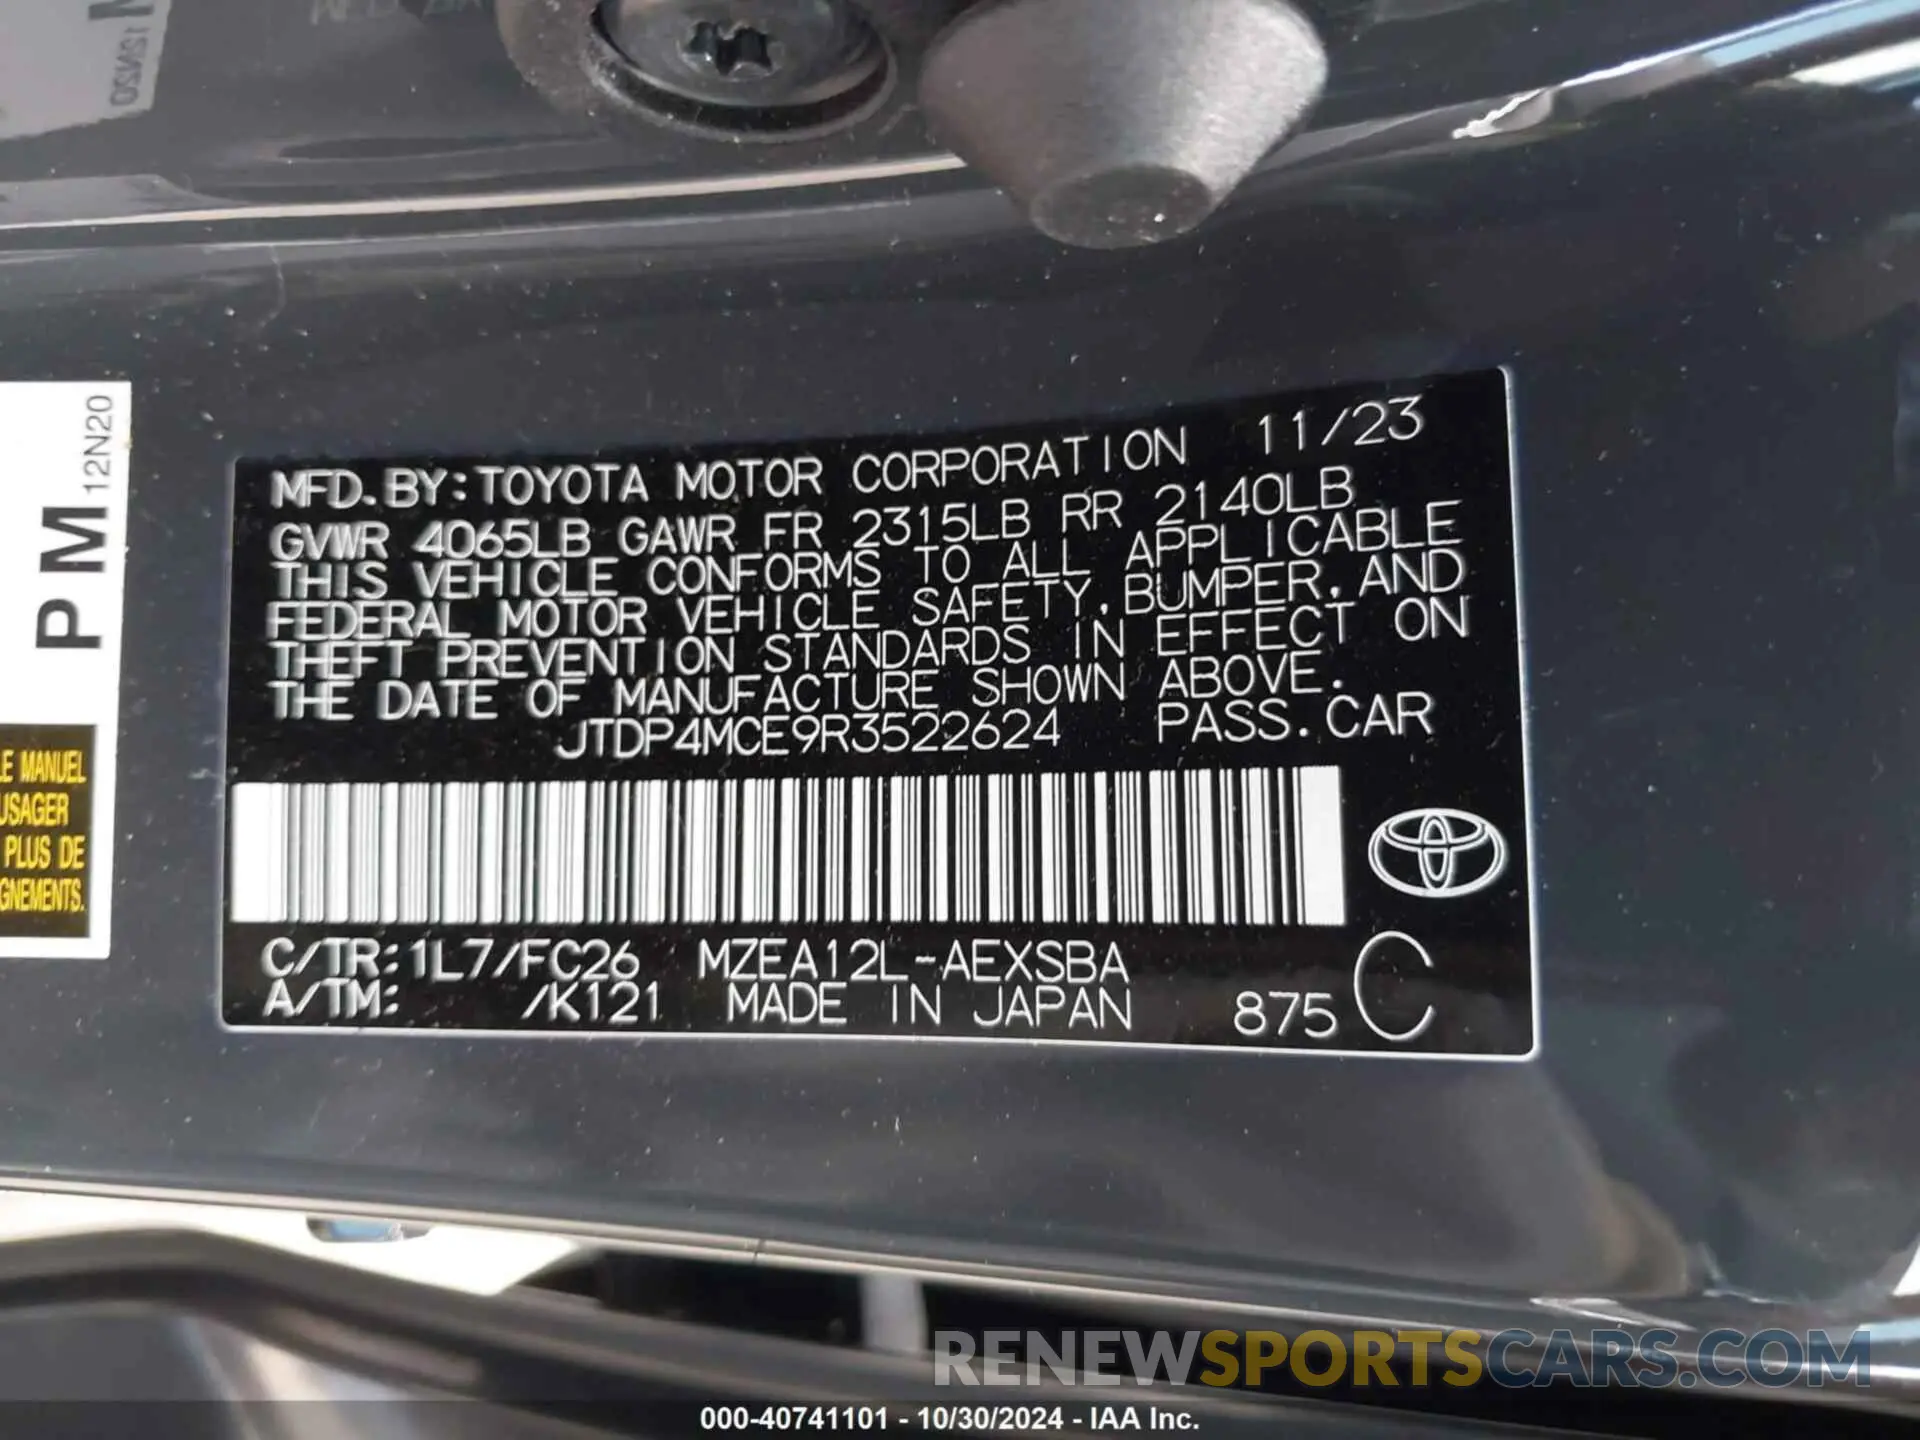 12N20
PM 12N20
LE MANUEL
USAGER
PLUS DE
GNEMENTS.
MFD. BY: TOYOTA MOTOR CORPORATION 11/23
GVWR 4065LB GAWR FR 2315LB RR 2140LB
THIS VEHICLE CONFORMS TO ALL APPLICABLE
FEDERAL MOTOR VEHICLE SAFETY, BUMPER, AND
THEFT PREVENTION STANDARDS IN EFFECT ON
THE DATE OF MANUFACTURE SHOWN ABOVE.
JTDP4MCE9R3522624 PASS. CAR
C/TR: 1L7/FC26 MZEA12L-AEXSBA
A/TM: /K121 MADE IN JAPAN 875 C
RENEWSPORTSCARS.COM
000-40741101 - 10/30/2024 - IAA Inc.